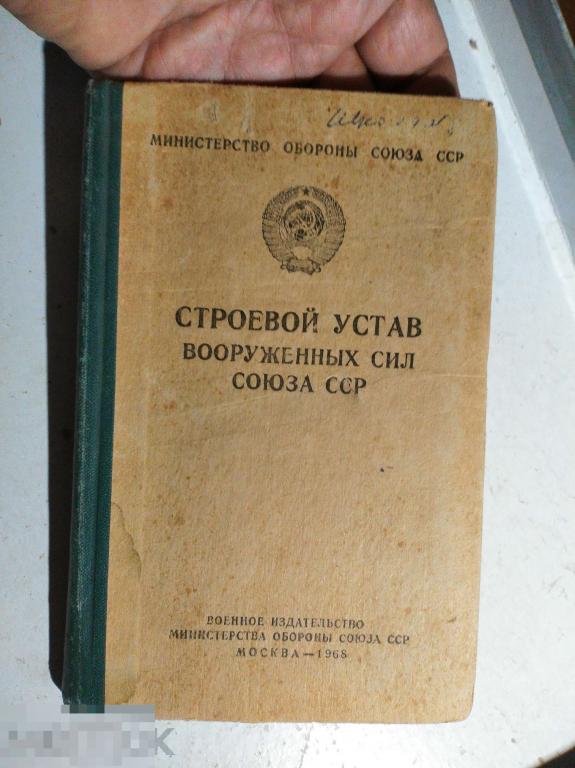 МИНИСТЕРСТВО ОБОРОНЫ СОЮЗА ССР
СТРОЕВОЙ УСТАВ
ВООРУЖЕННЫХ СИЛ
СОЮЗА ССР
ВОЕННОЕ ИЗДАТЕЛЬСТВО
МИНИСТЕРСТВА ОБОРОНЫ СОЮЗА ССР
МОСКВА—1968